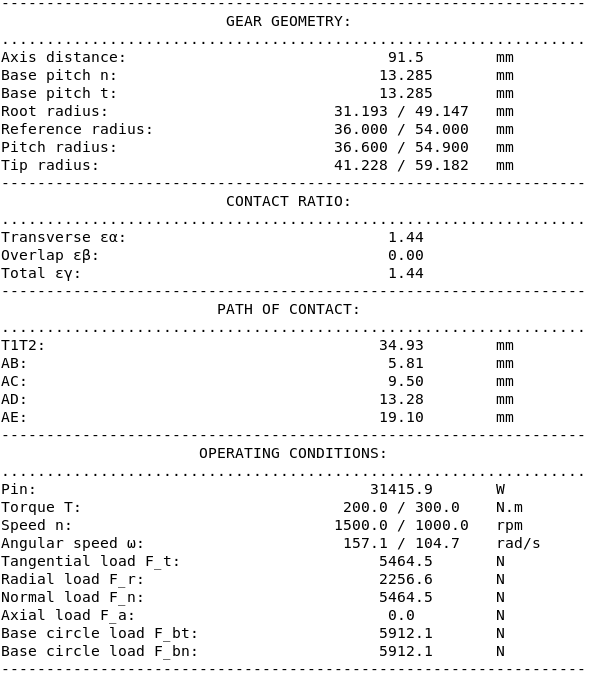 -----------------------------------------------------------------
GEAR GEOMETRY:
.................................................................
Axis distance: 91.5 mm
Base pitch n: 13.285 mm
Base pitch t: 13.285 mm
Root radius: 31.193 / 49.147 mm
Reference radius: 36.000 / 54.000 mm
Pitch radius: 36.600 / 54.900 mm
Tip radius: 41.228 / 59.182 mm
-----------------------------------------------------------------
CONTACT RATIO:
.................................................................
Transverse εα: 1.44
Overlap εβ: 0.00
Total εγ: 1.44
-----------------------------------------------------------------
PATH OF CONTACT:
.................................................................
T1T2: 34.93 mm
AB: 5.81 mm
AC: 9.50 mm
AD: 13.28 mm
AE: 19.10 mm
-----------------------------------------------------------------
OPERATING CONDITIONS:
.................................................................
Pin: 31415.9 W
Torque T: 200.0 / 300.0 N.m
Speed n: 1500.0 / 1000.0 rpm
Angular speed ω: 157.1 / 104.7 rad/s
Tangential load F_t: 5464.5 N
Radial load F_r: 2256.6 N
Normal load F_n: 5464.5 N
Axial load F_a: 0.0 N
Base circle load F_bt: 5912.1 N
Base circle load F_bn: 5912.1 N
-----------------------------------------------------------------